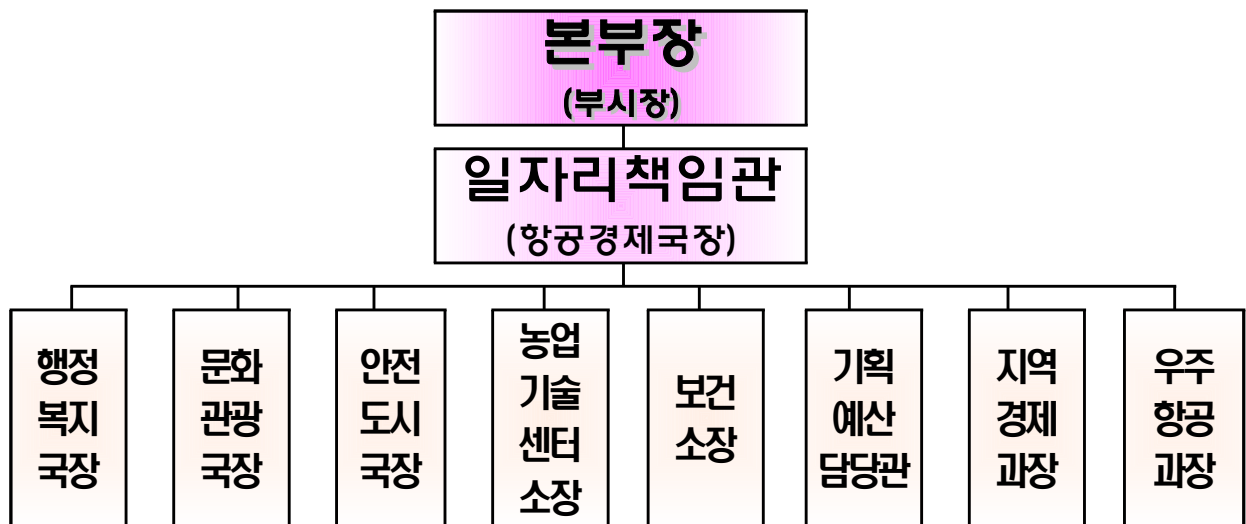 본부장
(부시장)
일자리책임관
(항공경제국장)
행정
복지
국장
문화
관광
국장
안전
도시
국장
농업
기술
센터
소장
보건
소장
기획
예산
담당관
지역
경제
과장
우주
항공
과장